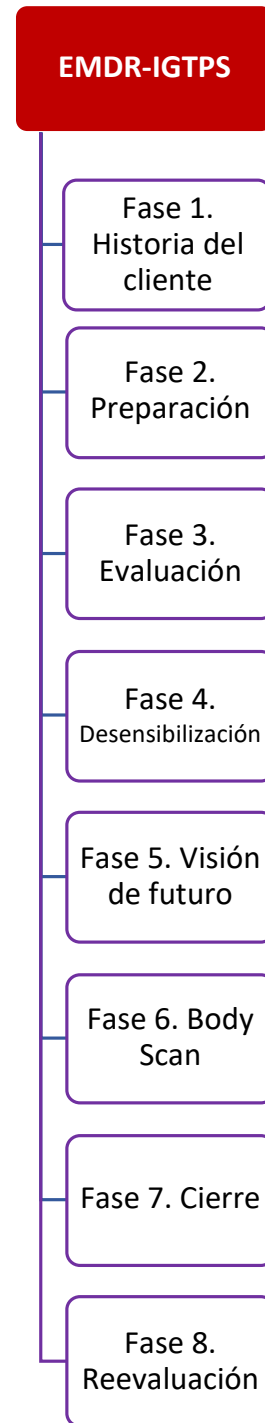 EMDR-IGTPS
Fase 1.
Historia del
cliente
Fase 2.
Preparación
Fase 3.
Evaluación
Fase 4.
Desensibilización
Fase 5. Visión
de futuro
Fase 6. Body
Scan
Fase 7. Cierre
Fase 8.
Reevaluación